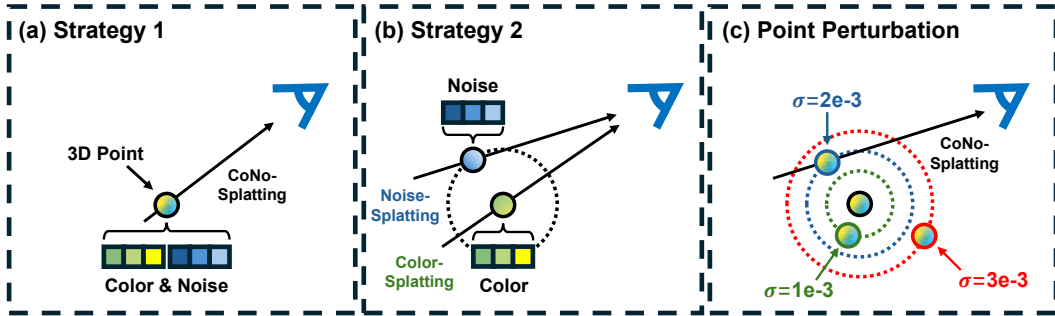 (a) Strategy 1
3D Point
CoNo-
Splatting
Color & Noise
(b) Strategy 2
Noise
Noise-
Splatting
Color-
Splatting
Color
(c) Point Perturbation
σ=2e-3
CoNo-
Splatting
σ=1e-3
σ=3e-3